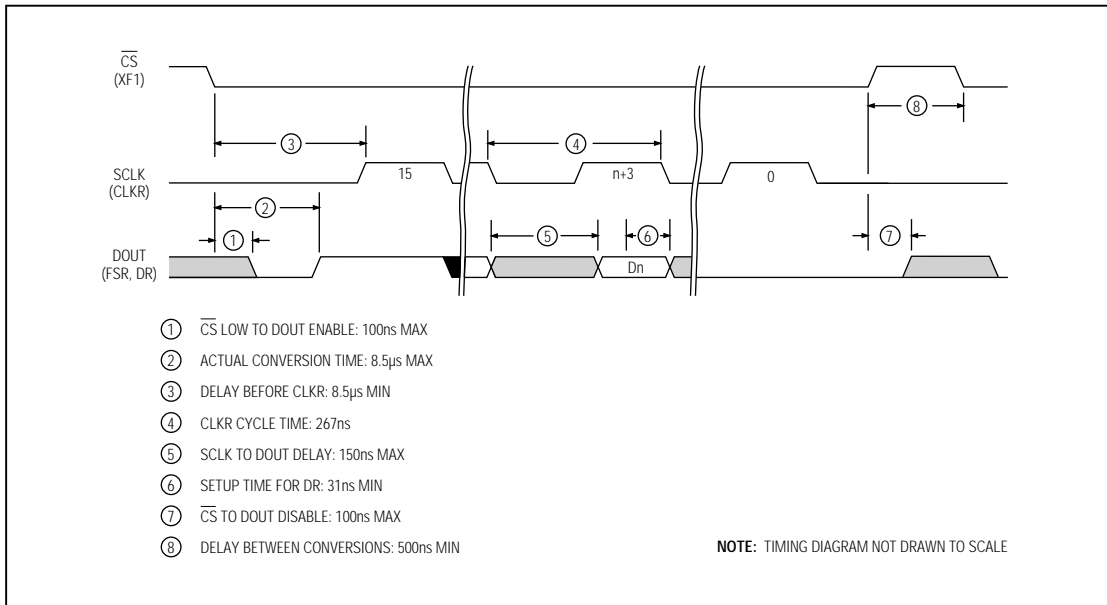 CS
(XF1)
8
3
4
SCLK
(CLKR)
15
n+3
0
2
1
5
6
7
DOUT
(FSR, DR)
Dn
1 CS LOW TO DOUT ENABLE: 100ns MAX
2 ACTUAL CONVERSION TIME: 8.5µs MAX
3 DELAY BEFORE CLKR: 8.5µs MIN
4 CLKR CYCLE TIME: 267ns
5 SCLK TO DOUT DELAY: 150ns MAX
6 SETUP TIME FOR DR: 31ns MIN
7 CS TO DOUT DISABLE: 100ns MAX
8 DELAY BETWEEN CONVERSIONS: 500ns MIN
NOTE: TIMING DIAGRAM NOT DRAWN TO SCALE